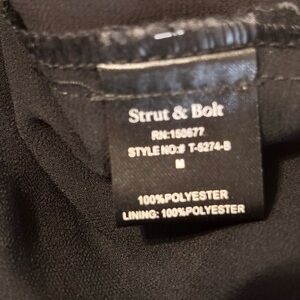 Strut & Bolt
RN:150677
STYLE NO:# T-5274-B
M
100%POLYESTER
LINING: 100%POLYESTER